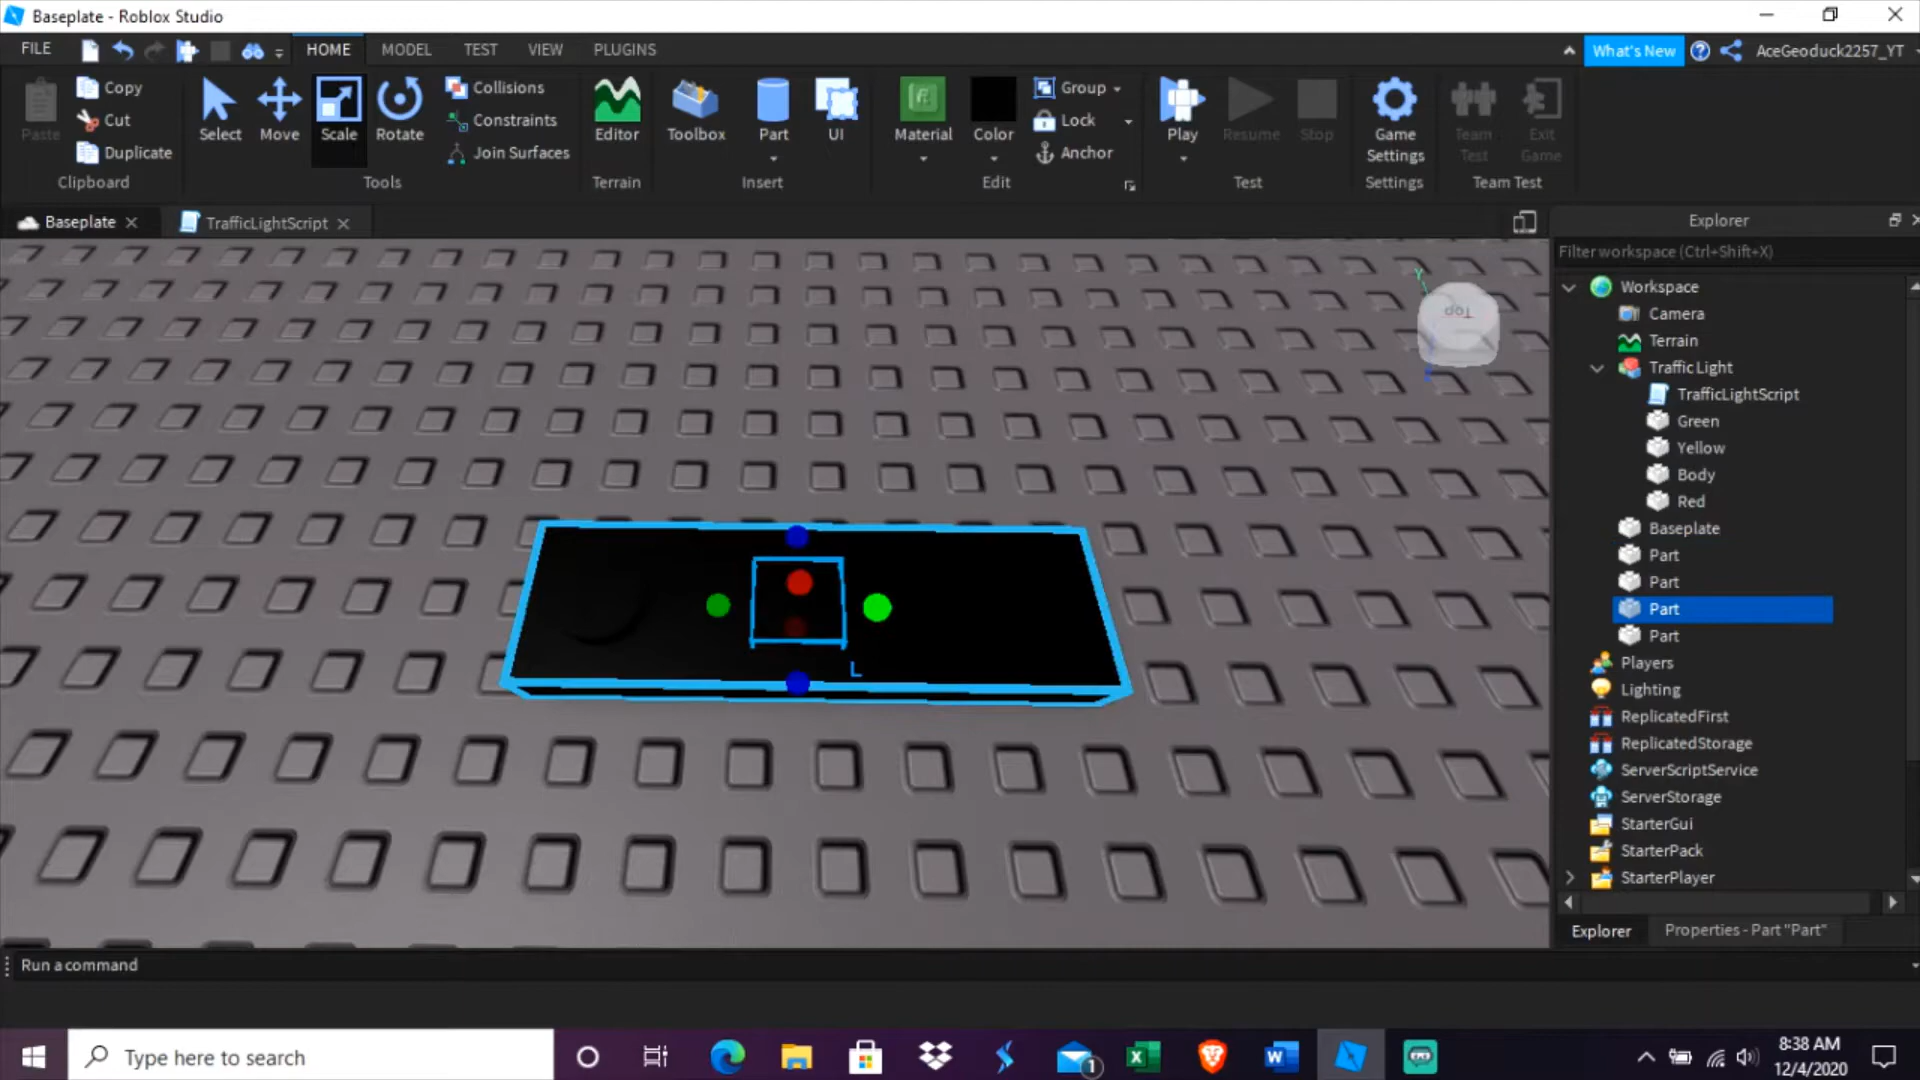 Baseplate - Roblox Studio
FILE HOME MODEL TEST VIEW PLUGINS What's New AceGeoduck2257_YT
Paste Copy Cut Duplicate
Clipboard
Select Move Scale Rotate
Collisions
Constraints
Join Surfaces
Tools
Editor
Terrain
Toolbox Part UI
Insert
Material Color
Group
Lock
Anchor
Edit
Play Resume Stop
Test
Game Settings
Settings
Team Test
Exit Game
Team Test
Baseplate TrafficLightScript
Explorer
Filter workspace (Ctrl+Shift+X)
Workspace
Camera
Terrain
Traffic Light
TrafficLightScript
Green
Yellow
Body
Red
Baseplate
Part
Part
Part
Part
Players
Lighting
ReplicatedFirst
ReplicatedStorage
ServerScriptService
ServerStorage
StarterGui
StarterPack
StarterPlayer
Explorer Properties - Part "Part"
Y
Top
Z
L
Run a command
Type here to search
1
8:38 AM
12/4/2020